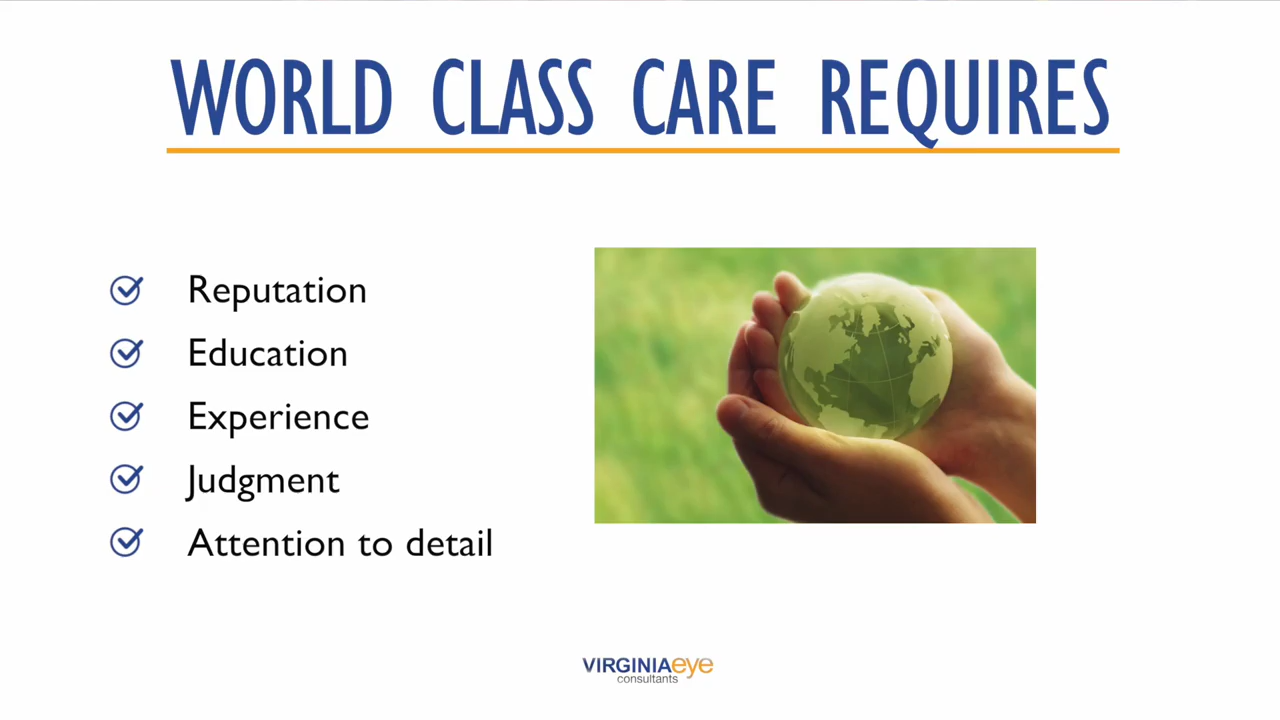 WORLD CLASS CARE REQUIRES
Reputation
Education
Experience
Judgment
Attention to detail
VIRGINIAeye
consultants